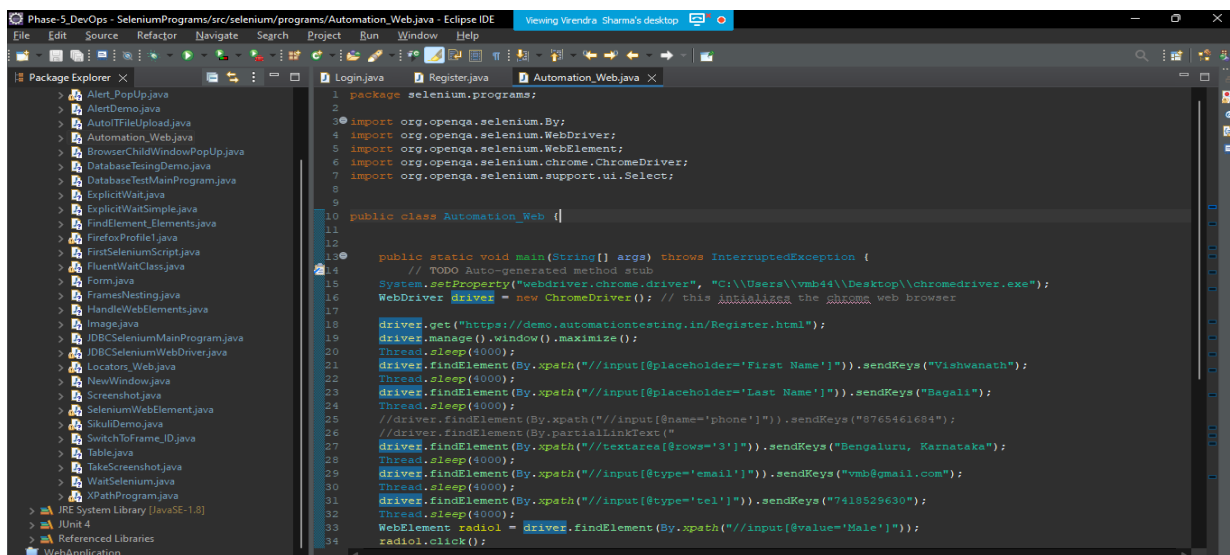 Phase-5_DevOps - SeleniumPrograms/src/selenium/programs/Automation_Web.java - Eclipse IDE
Viewing Virendra Sharma's desktop
File Edit Source Refactor Navigate Search Project Run Window Help
Package Explorer
Login.java Register.java Automation_Web.java
Alert_PopUp.java
AlertDemo.java
AutoITFileUpload.java
Automation_Web.java
BrowserChildWindowPopUp.java
DatabaseTesingDemo.java
DatabaseTestMainProgram.java
ExplicitWait.java
ExplicitWaitSimple.java
FindElement_Elements.java
FirefoxProfile1.java
FirstSeleniumScript.java
FluentWaitClass.java
Form.java
FramesNesting.java
HandleWebElements.java
Image.java
JDBCSeleniumMainProgram.java
JDBCSeleniumWebDriver.java
Locators_Web.java
NewWindow.java
Screenshot.java
SeleniumWebElement.java
SikuliDemo.java
SwitchToFrame_ID.java
Table.java
TakeScreenshot.java
WaitSelenium.java
XPathProgram.java
JRE System Library [JavaSE-1.8]
JUnit 4
Referenced Libraries
WebApplication
1 package selenium.programs;
2
3 import org.openqa.selenium.By;
4 import org.openqa.selenium.WebDriver;
5 import org.openqa.selenium.WebElement;
6 import org.openqa.selenium.chrome.ChromeDriver;
7 import org.openqa.selenium.support.ui.Select;
8
9
10 public class Automation_Web {
11
12
13 public static void main(String[] args) throws InterruptedException {
14 // TODO Auto-generated method stub
15 System.setProperty("webdriver.chrome.driver", "C:\\Users\\vmb44\\Desktop\\chromedriver.exe");
16 WebDriver driver = new ChromeDriver(); // this intializes the chrome web browser
17
18 driver.get("https://demo.automationtesting.in/Register.html");
19 driver.manage().window().maximize();
20 Thread.sleep(4000);
21 driver.findElement(By.xpath("//input[@placeholder='First Name']")).sendKeys("Vishwanath");
22 Thread.sleep(4000);
23 driver.findElement(By.xpath("//input[@placeholder='Last Name']")).sendKeys("Bagali");
24 Thread.sleep(4000);
25 //driver.findElement(By.xpath("//input[@name='phone']")).sendKeys("8765461684");
26 //driver.findElement(By.partialLinkText("
27 driver.findElement(By.xpath("//textarea[@rows='3']")).sendKeys("Bengaluru, Karnataka");
28 Thread.sleep(4000);
29 driver.findElement(By.xpath("//input[@type='email']")).sendKeys("vmb@gmail.com");
30 Thread.sleep(4000);
31 driver.findElement(By.xpath("//input[@type='tel']")).sendKeys("7418529630");
32 Thread.sleep(4000);
33 WebElement radio1 = driver.findElement(By.xpath("//input[@value='Male']"));
34 radio1.click();